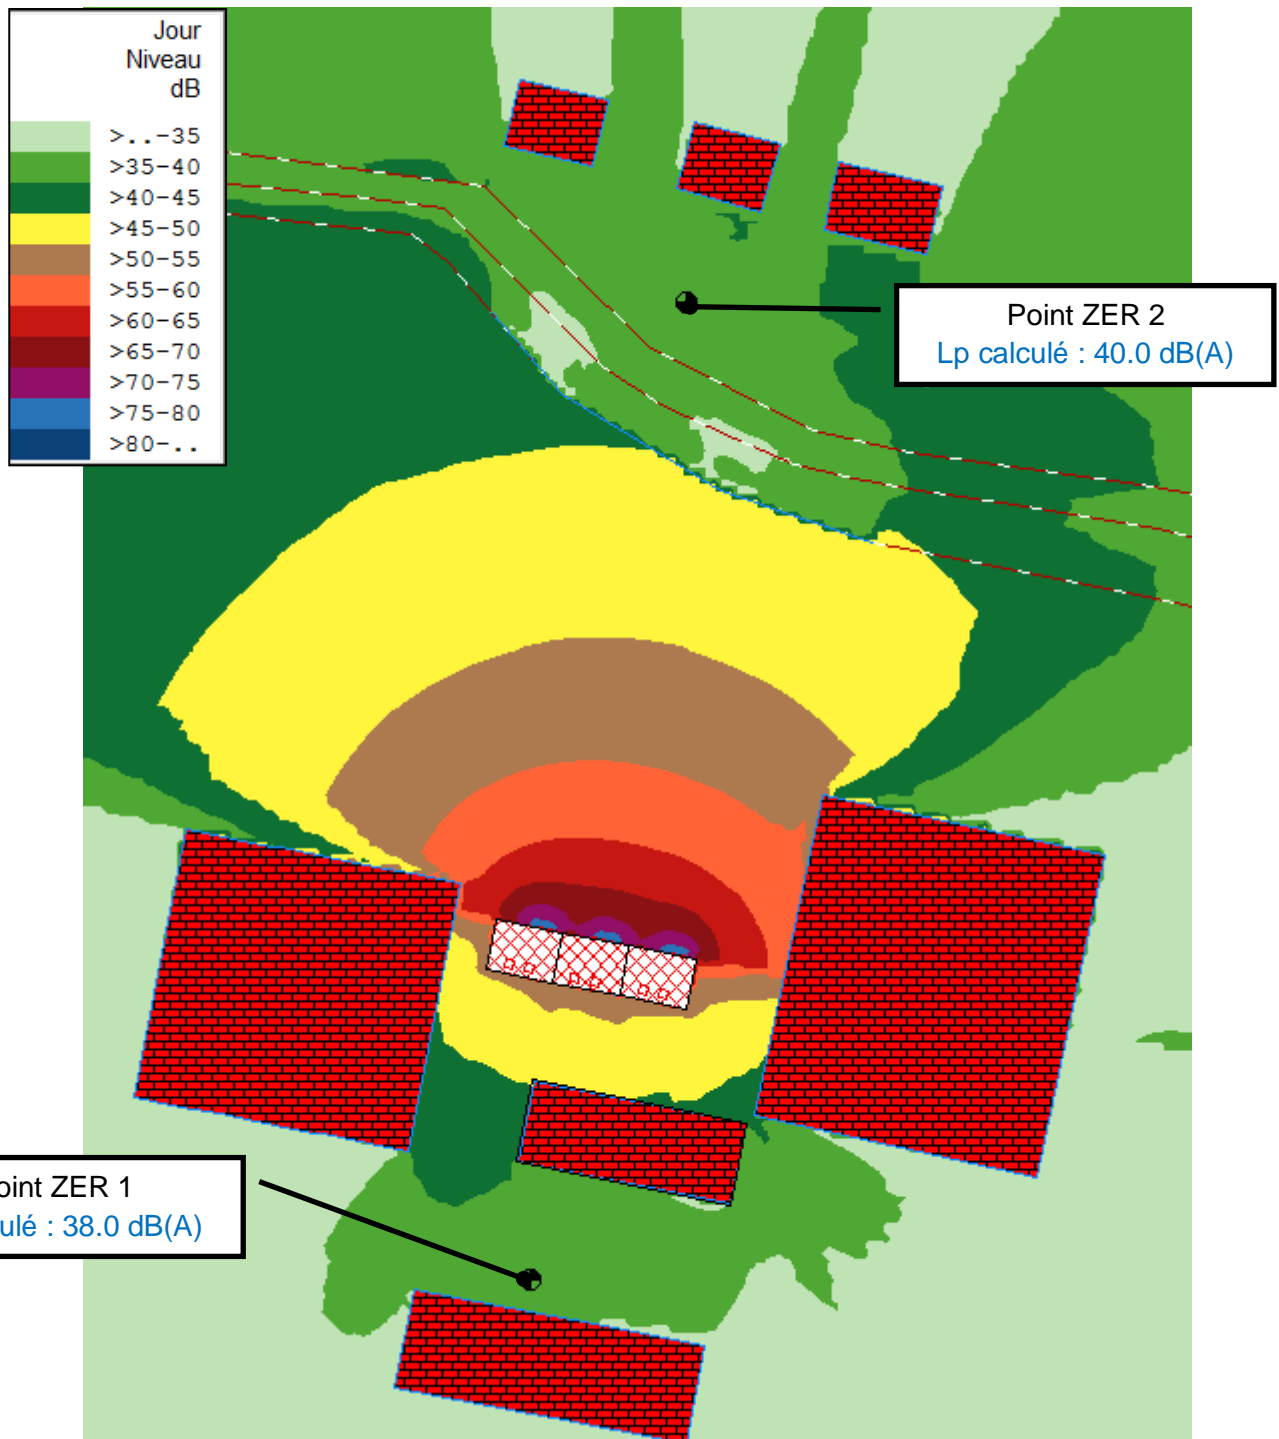 Jour
Niveau
dB
>..-35
>35-40
>40-45
>45-50
>50-55
>55-60
>60-65
>65-70
>70-75
>75-80
>80-..
Point ZER 2
Lp calculé : 40.0 dB(A)
oint ZER 1
ulé : 38.0 dB(A)